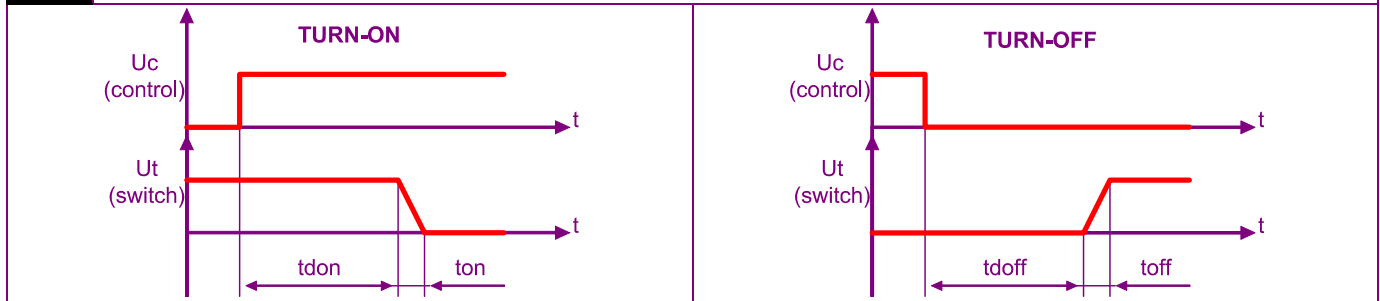 TURN-ON
Uc
(control)
t
Ut
(switch)
t
tdon
ton
TURN-OFF
Uc
(control)
t
Ut
(switch)
t
tdoff
toff